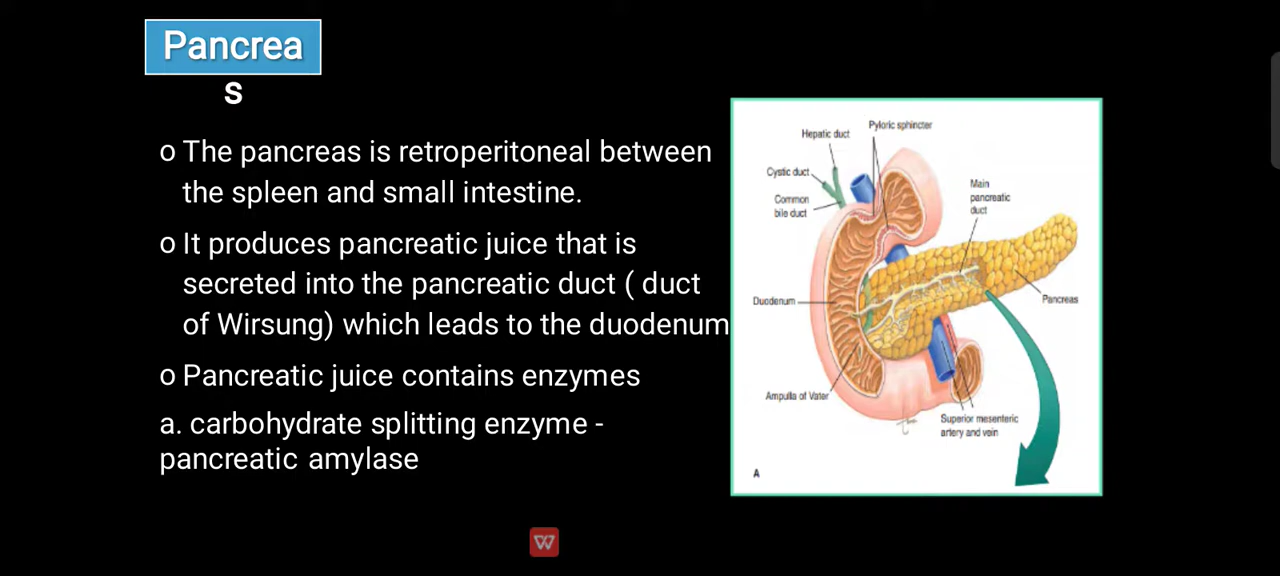 Pancrea
s
o The pancreas is retroperitoneal between
the spleen and small intestine.
o It produces pancreatic juice that is
secreted into the pancreatic duct ( duct
of Wirsung) which leads to the duodenum
o Pancreatic juice contains enzymes
a. carbohydrate splitting enzyme -
pancreatic amylase
Pyloric sphincter
Hepatic duct
Cystic duct
Common
bile duct
Main
pancreatic
duct
Duodenum
Pancreas
Ampulla of Vater
Superior mesenteric
artery and vein
A
W